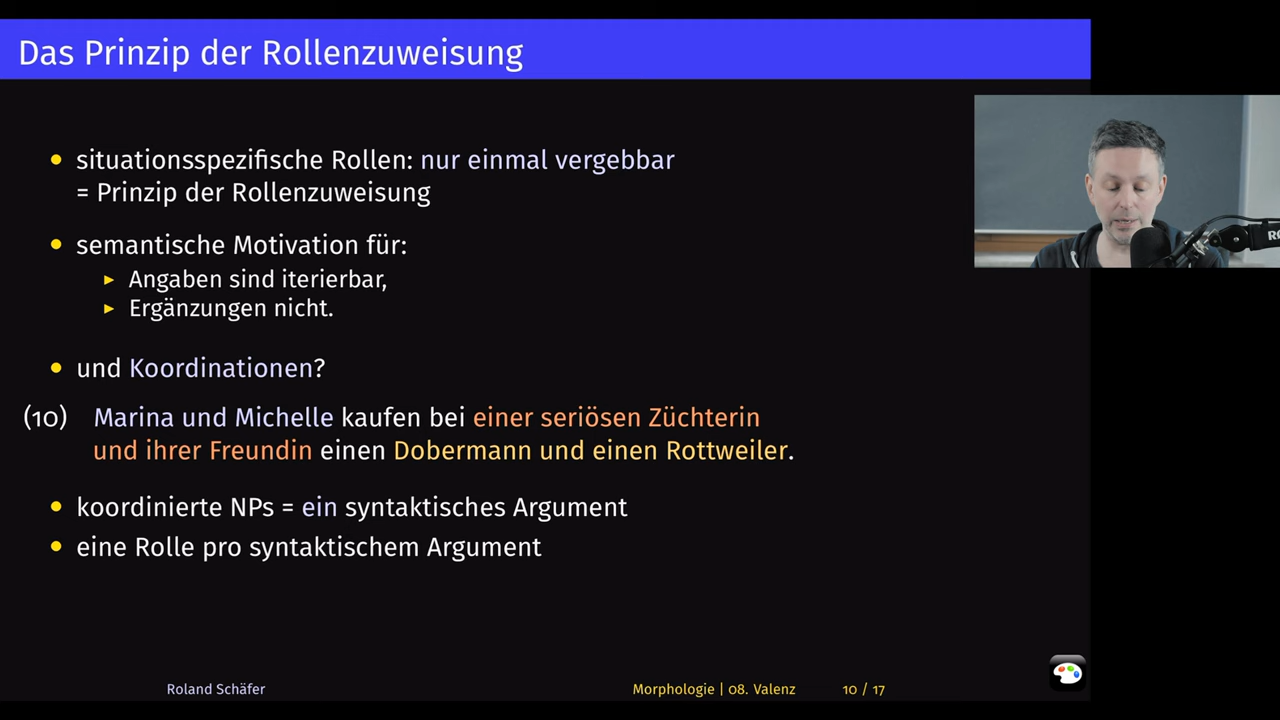 Das Prinzip der Rollenzuweisung
• situationsspezifische Rollen: nur einmal vergebbar
= Prinzip der Rollenzuweisung
• semantische Motivation für:
▸ Angaben sind iterierbar,
▸ Ergänzungen nicht.
• und Koordinationen?
(10) Marina und Michelle kaufen bei einer seriösen Züchterin
und ihrer Freundin einen Dobermann und einen Rottweiler.
• koordinierte NPs = ein syntaktisches Argument
• eine Rolle pro syntaktischem Argument
Roland Schäfer
Morphologie | 08. Valenz
10 / 17